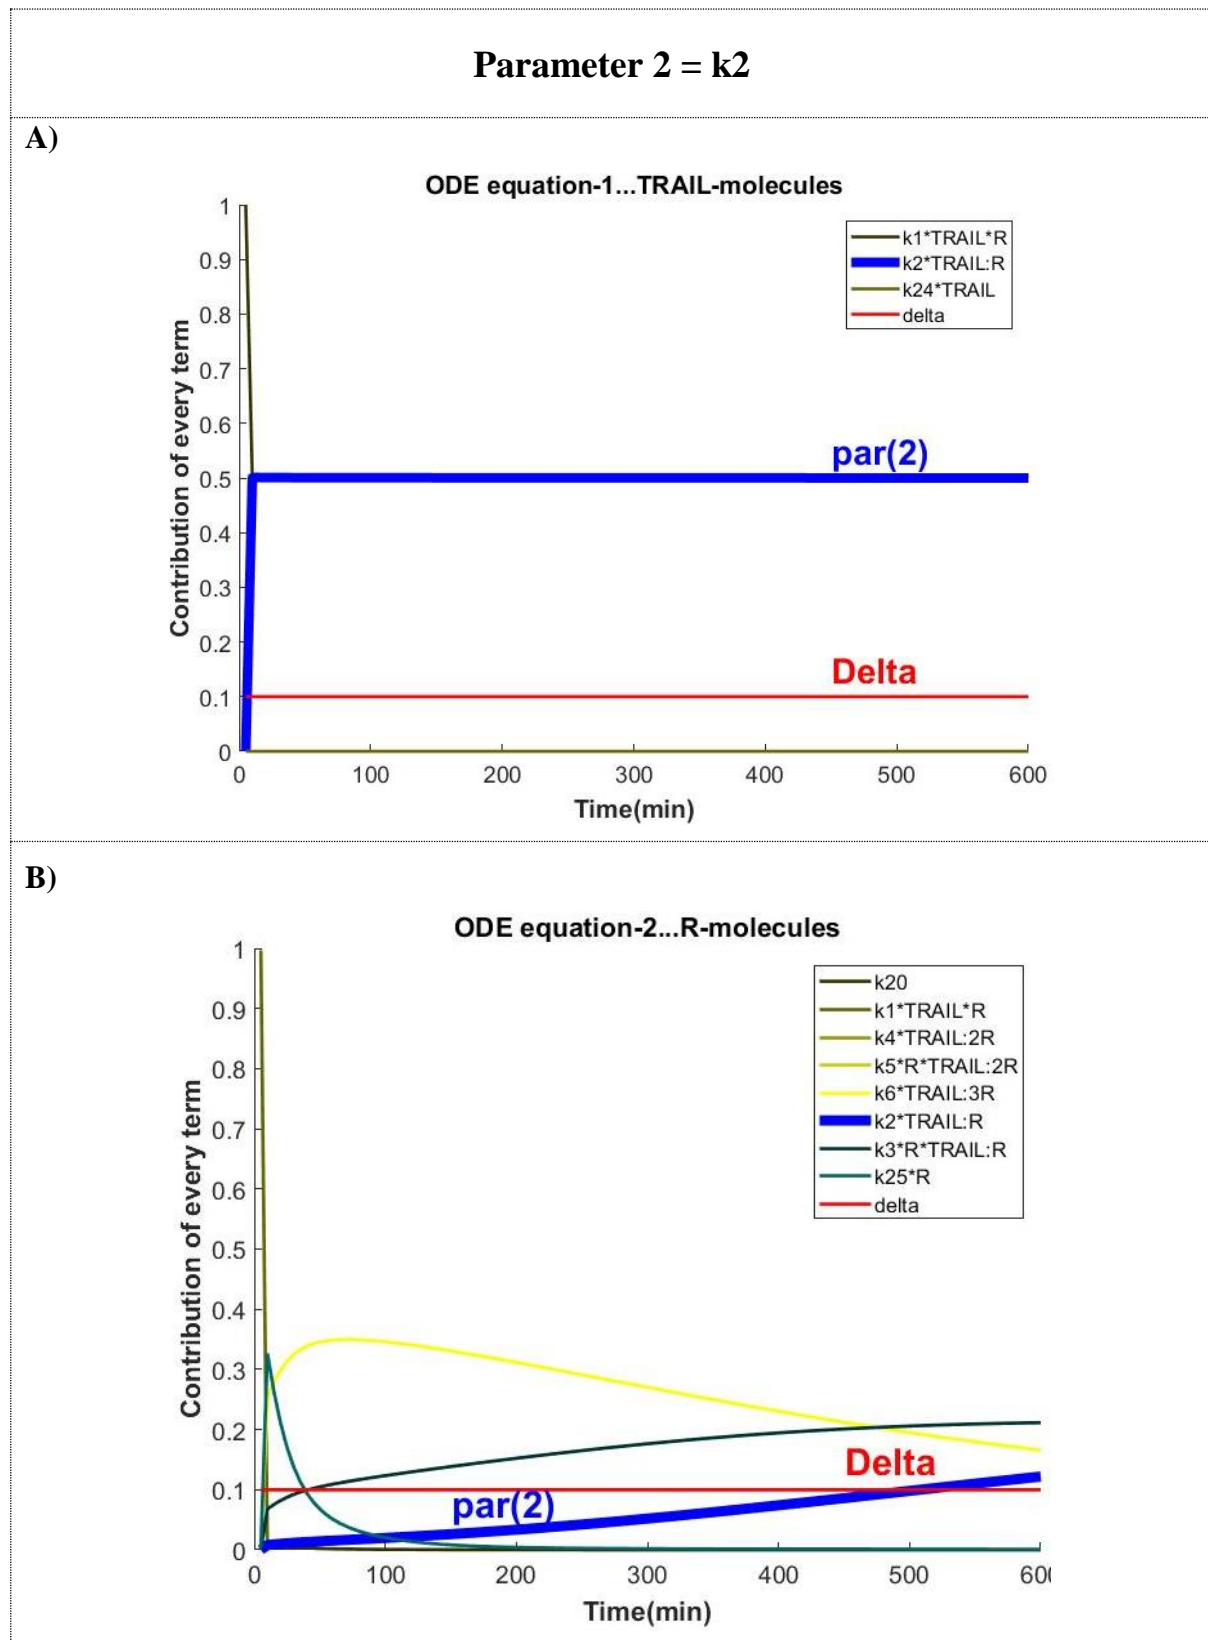 Parameter 2 = k2
A)
ODE equation-1...TRAIL-molecules
Contribution of every term
1
0.9
0.8
0.7
0.6
0.5
0.4
0.3
0.2
0.1
0
k1*TRAIL*R
k2*TRAIL:R
k24*TRAIL
delta
par(2)
Delta
0 100 200 300 400 500 600
Time(min)
B)
ODE equation-2...R-molecules
Contribution of every term
1
0.9
0.8
0.7
0.6
0.5
0.4
0.3
0.2
0.1
0
k20
k1*TRAIL*R
k4*TRAIL:2R
k5*R*TRAIL:2R
k6*TRAIL:3R
k2*TRAIL:R
k3*R*TRAIL:R
k25*R
delta
Delta
par(2)
0 100 200 300 400 500 600
Time(min)